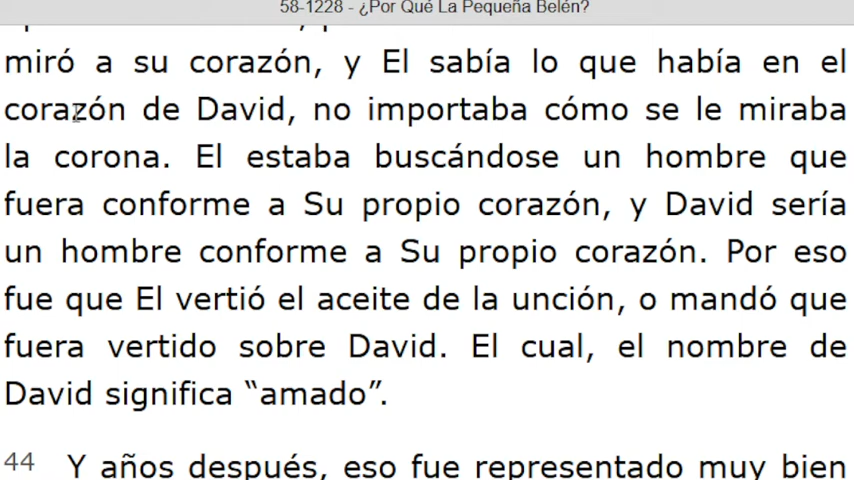 58-1228 - ¿Por Qué La Pequeña Belén?
miró a su corazón, y El sabía lo que había en el
corazón de David, no importaba cómo se le miraba
la corona. El estaba buscándose un hombre que
fuera conforme a Su propio corazón, y David sería
un hombre conforme a Su propio corazón. Por eso
fue que El vertió el aceite de la unción, o mandó que
fuera vertido sobre David. El cual, el nombre de
David significa “amado”.
44 Y años después, eso fue representado muy bien